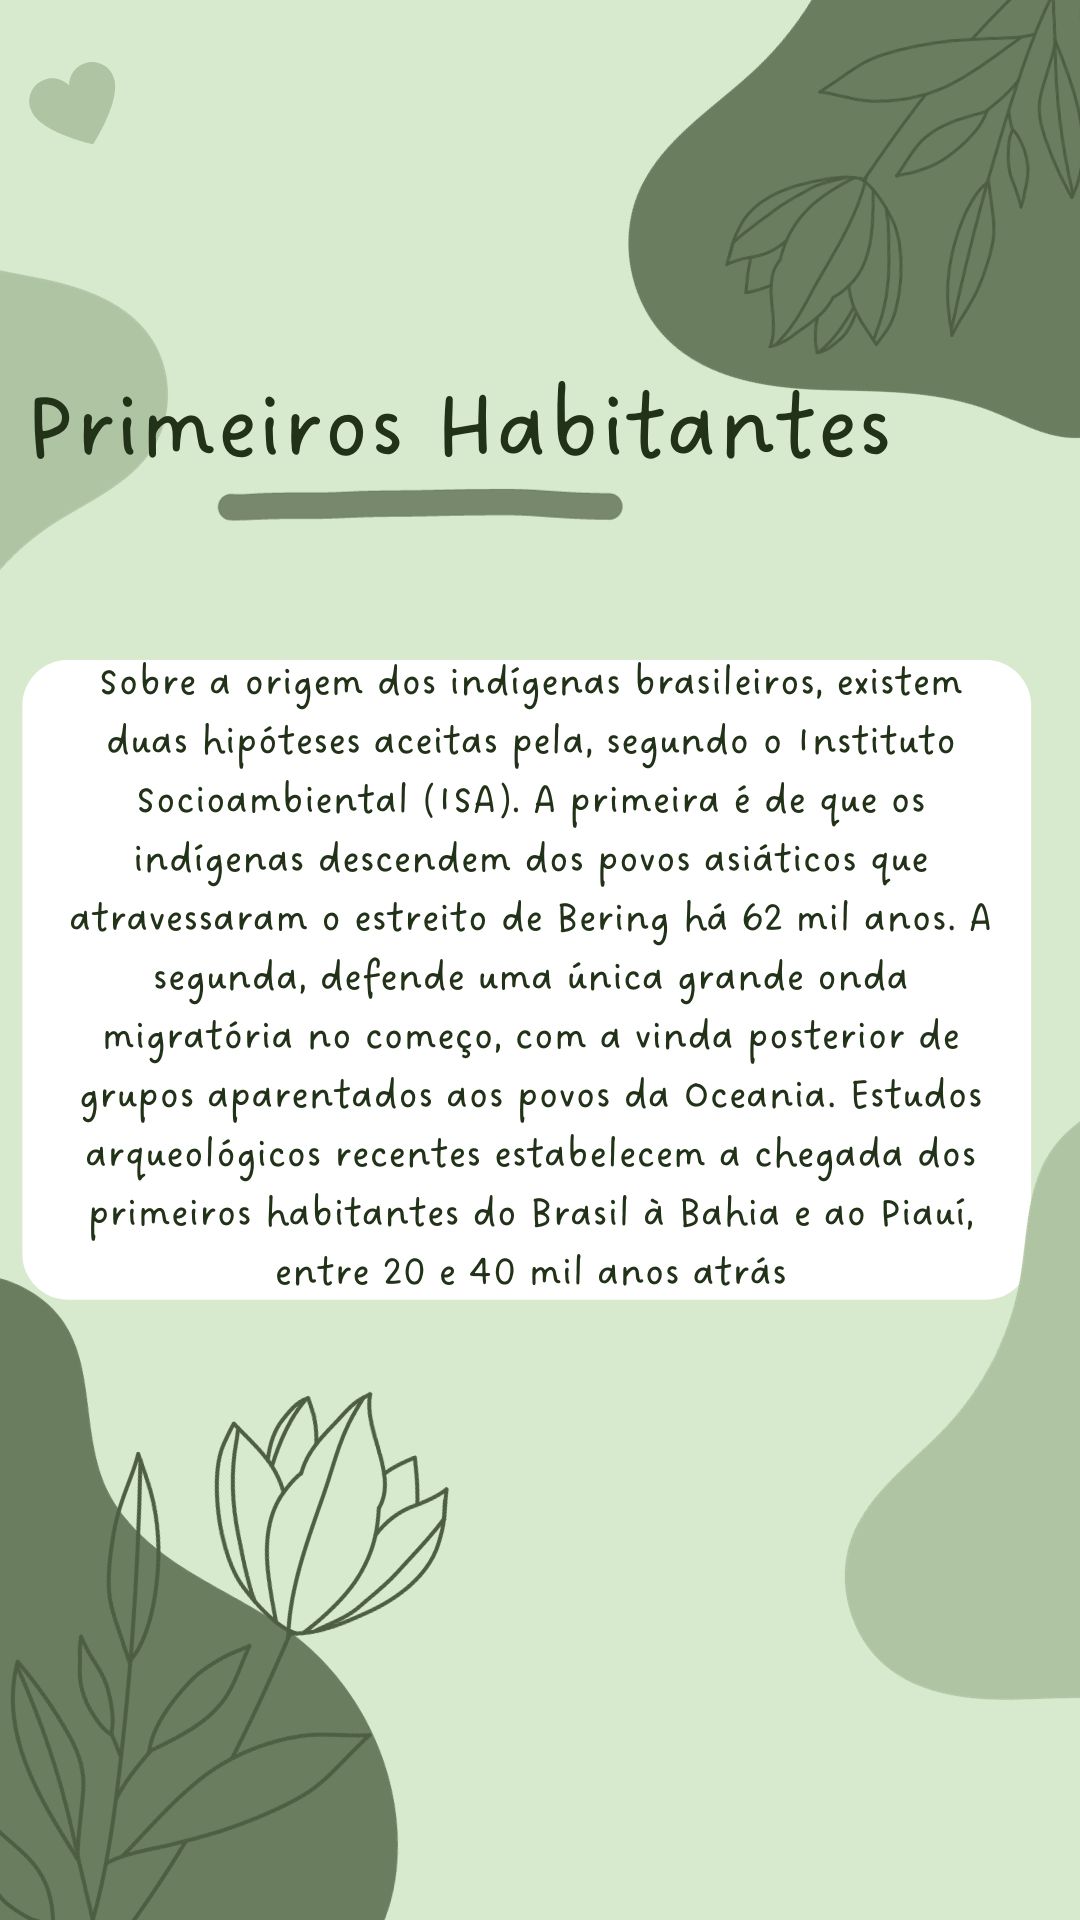 Primeiros Habitantes
Sobre a origem dos indígenas brasileiros, existem
duas hipóteses aceitas pela, segundo o Instituto
Socioambiental (ISA). A primeira é de que os
indígenas descendem dos povos asiáticos que
atravessaram o estreito de Bering há 62 mil anos. A
segunda, defende uma única grande onda
migratória no começo, com a vinda posterior de
grupos aparentados aos povos da Oceania. Estudos
arqueológicos recentes estabelecem a chegada dos
primeiros habitantes do Brasil à Bahia e ao Piauí,
entre 20 e 40 mil anos atrás